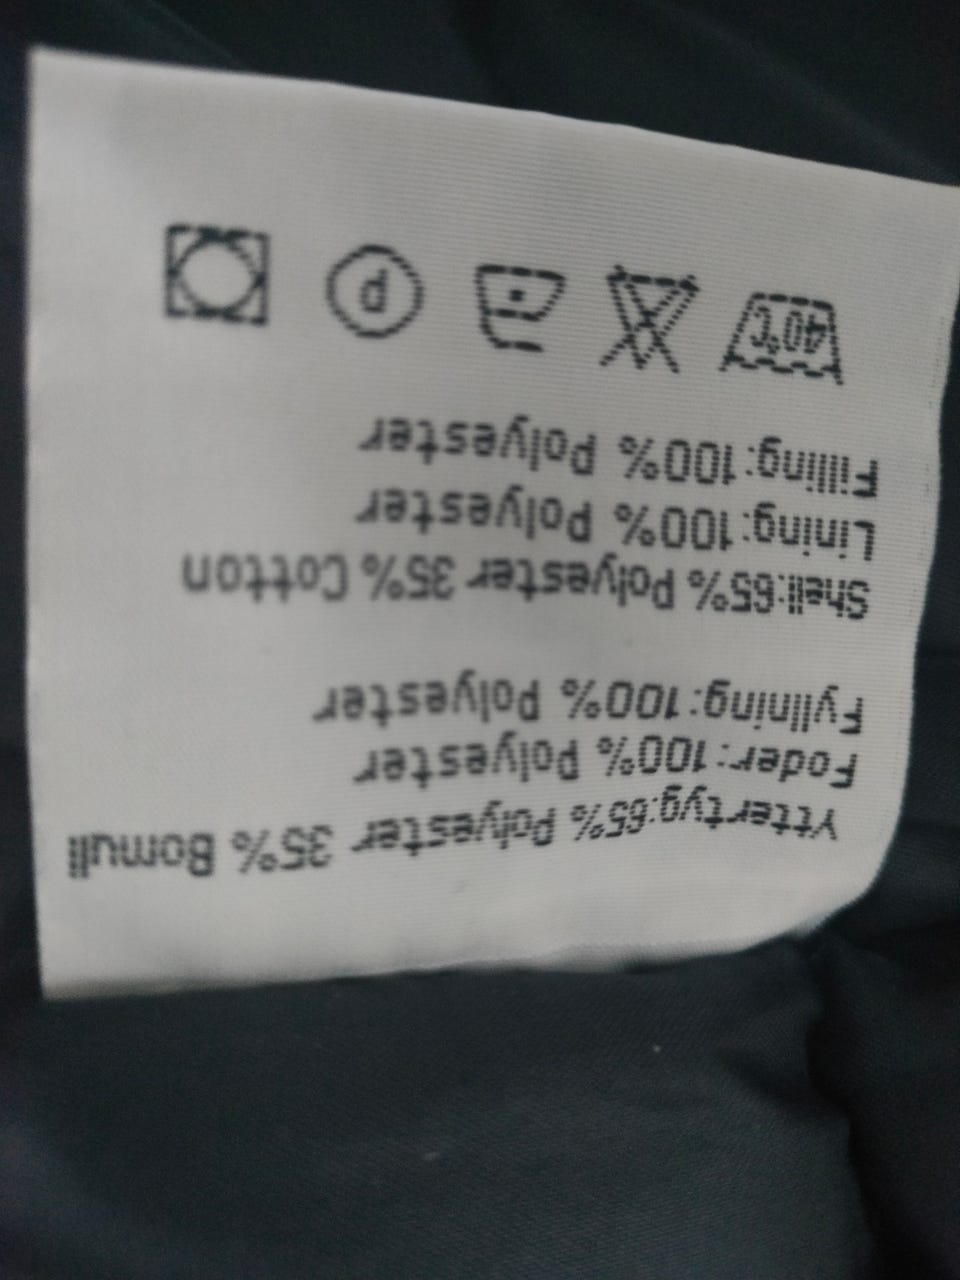 Yttertyg:65% Polyester 35% Bomull
Foder:100% Polyester
Fyllning:100% Polyester
Shell:65% Polyester 35% Cotton
Lining:100% Polyester
Filling:100% Polyester
40°C P